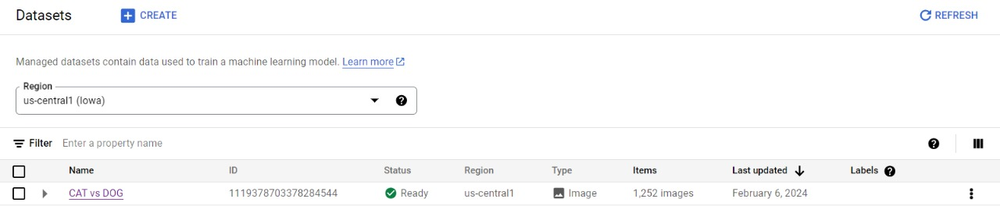 Datasets CREATE REFRESH
Managed datasets contain data used to train a machine learning model. Learn more
Region
us-central1 (Iowa)
Filter Enter a property name
Name ID Status Region Type Items Last updated Labels
CAT vs DOG 1119378703378284544 Ready us-central1 Image 1,252 images February 6, 2024